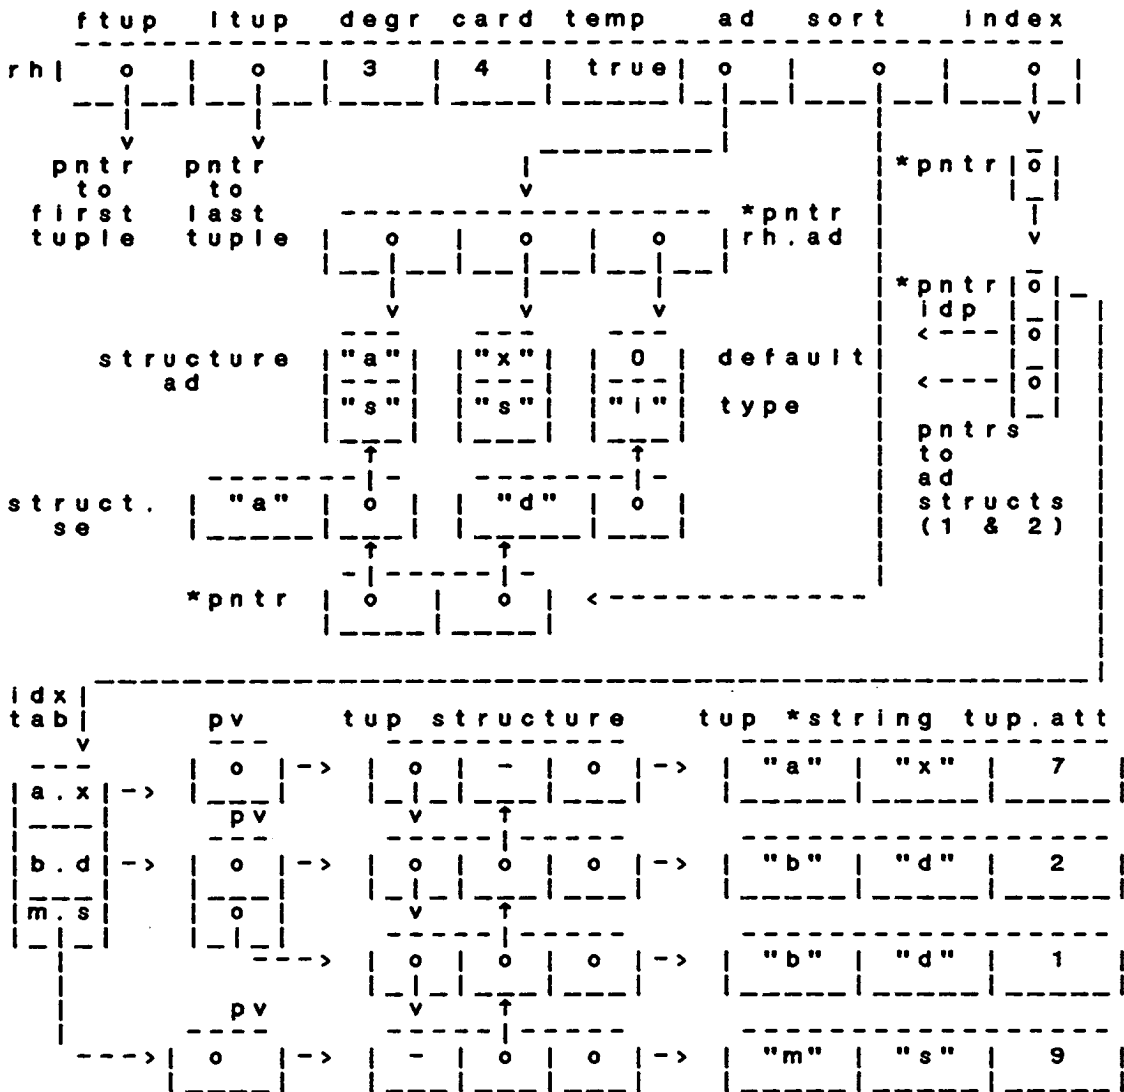 ftup ltup degr card temp ad sort index
rh| o | o | 3 | 4 | true| o | o | o |
pntr pntr *pntr |o|
to to
first last *pntr
tuple tuple | o | o | o | rh.ad
*pntr |o|
idp
structure |"a"| |"x"| | 0 | default <---|o|
ad <---|o|
|"s"| |"s"| |"i"| type
pntrs
to
ad
struct. | "a" | o | | "d" | o | structs
se (1 & 2)
*pntr | o | o | <
idx
tab pv tup structure tup *string tup.att
|a.x|-> | o |-> | o | - | o |-> | "a" | "x" | 7 |
pv
|b.d|-> | o |-> | o | o | o |-> | "b" | "d" | 2 |
|m.s| | o |
--> | o | o | o |-> | "b" | "d" | 1 |
pv
--->| o |-> | - | o | o |-> | "m" | "s" | 9 |